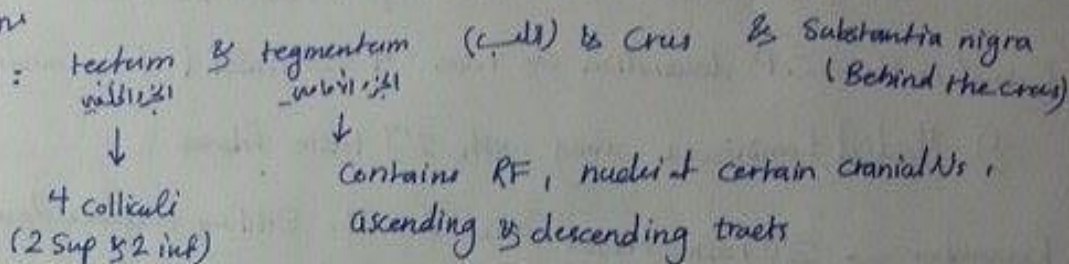 : tectum & tegmentum (القلب) & Crus & Substantia nigra
الجزء الخلفي الجزء الأمامي (Behind the crus)
↓ ↓
4 colliculi contains RF, nuclei of certain cranial Ns,
(2 Sup & 2 inf) ascending & descending tracts